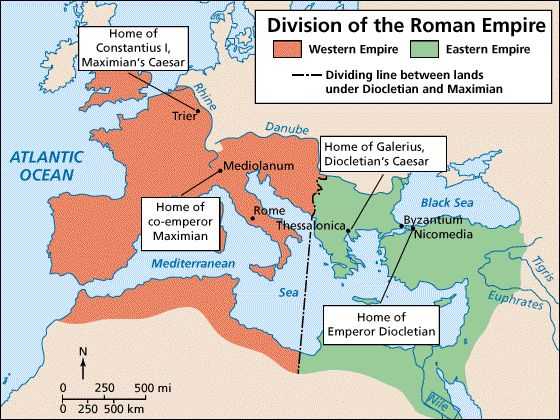 Division of the Roman Empire
Western Empire
Eastern Empire
Dividing line between lands
under Diocletian and Maximian
Home of
Constantius I,
Maximian's Caesar
Rhine
Trier
Danube
Home of Galerius,
Diocletian's Caesar
ATLANTIC
OCEAN
Mediolanum
Home of
co-emperor
Maximian
Rome
Thessalonica
Black Sea
Byzantium
Nicomedia
Tigris
Mediterranean
Sea
Euphrates
Home of
Emperor Diocletian
N
0 250 500 mi
0 250 500 km
Nile